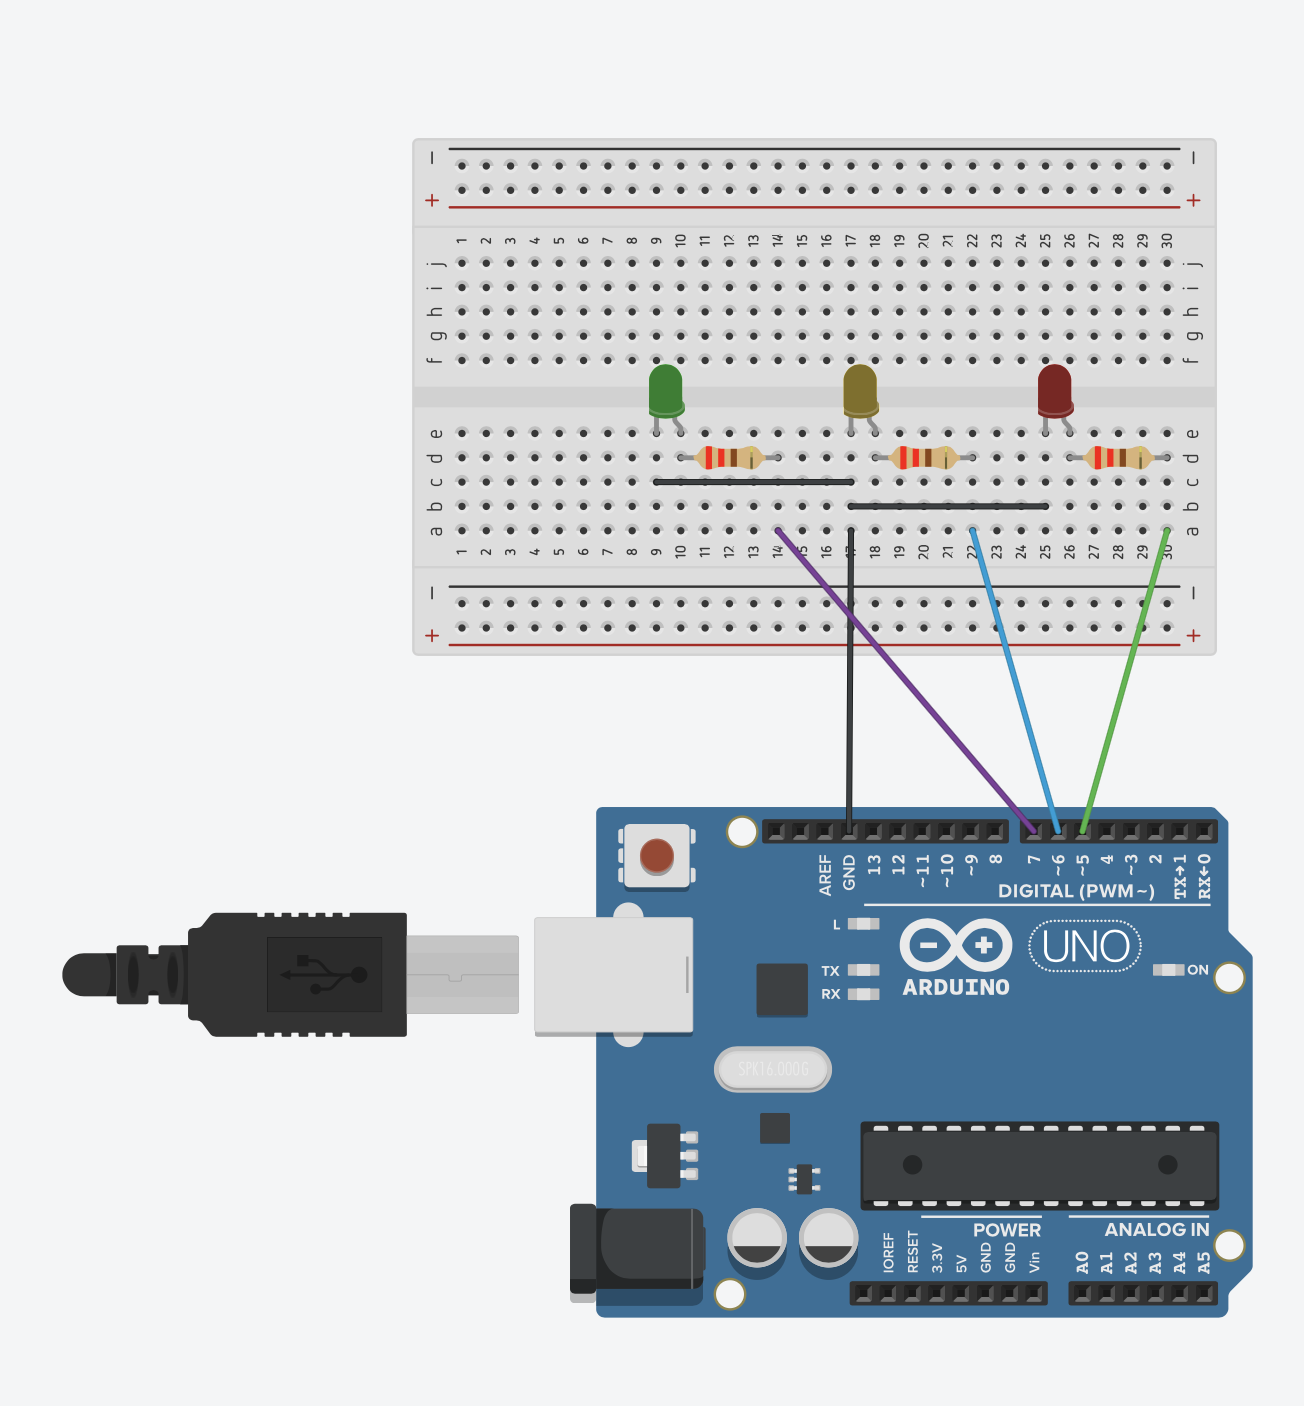 − −
+ +
1 2 3 4 5 6 7 8 9 10 11 12 13 14 15 16 17 18 19 20 21 22 23 24 25 26 27 28 29 30
j j
i i
h h
g g
f f
e e
d d
c c
b b
a a
1 2 3 4 5 6 7 8 9 10 11 12 13 14 15 16 17 18 19 20 21 22 23 24 25 26 27 28 29 30
− −
+ +
AREF GND 13 12 ~11 ~10 ~9 8 7 ~6 ~5 4 ~3 2 TX→1 RX←0
DIGITAL (PWM~)
L
UNO
TX
ON
RX
ARDUINO
SPK16.000G
POWER
ANALOG IN
IOREF RESET 3.3V 5V GND GND Vin A0 A1 A2 A3 A4 A5